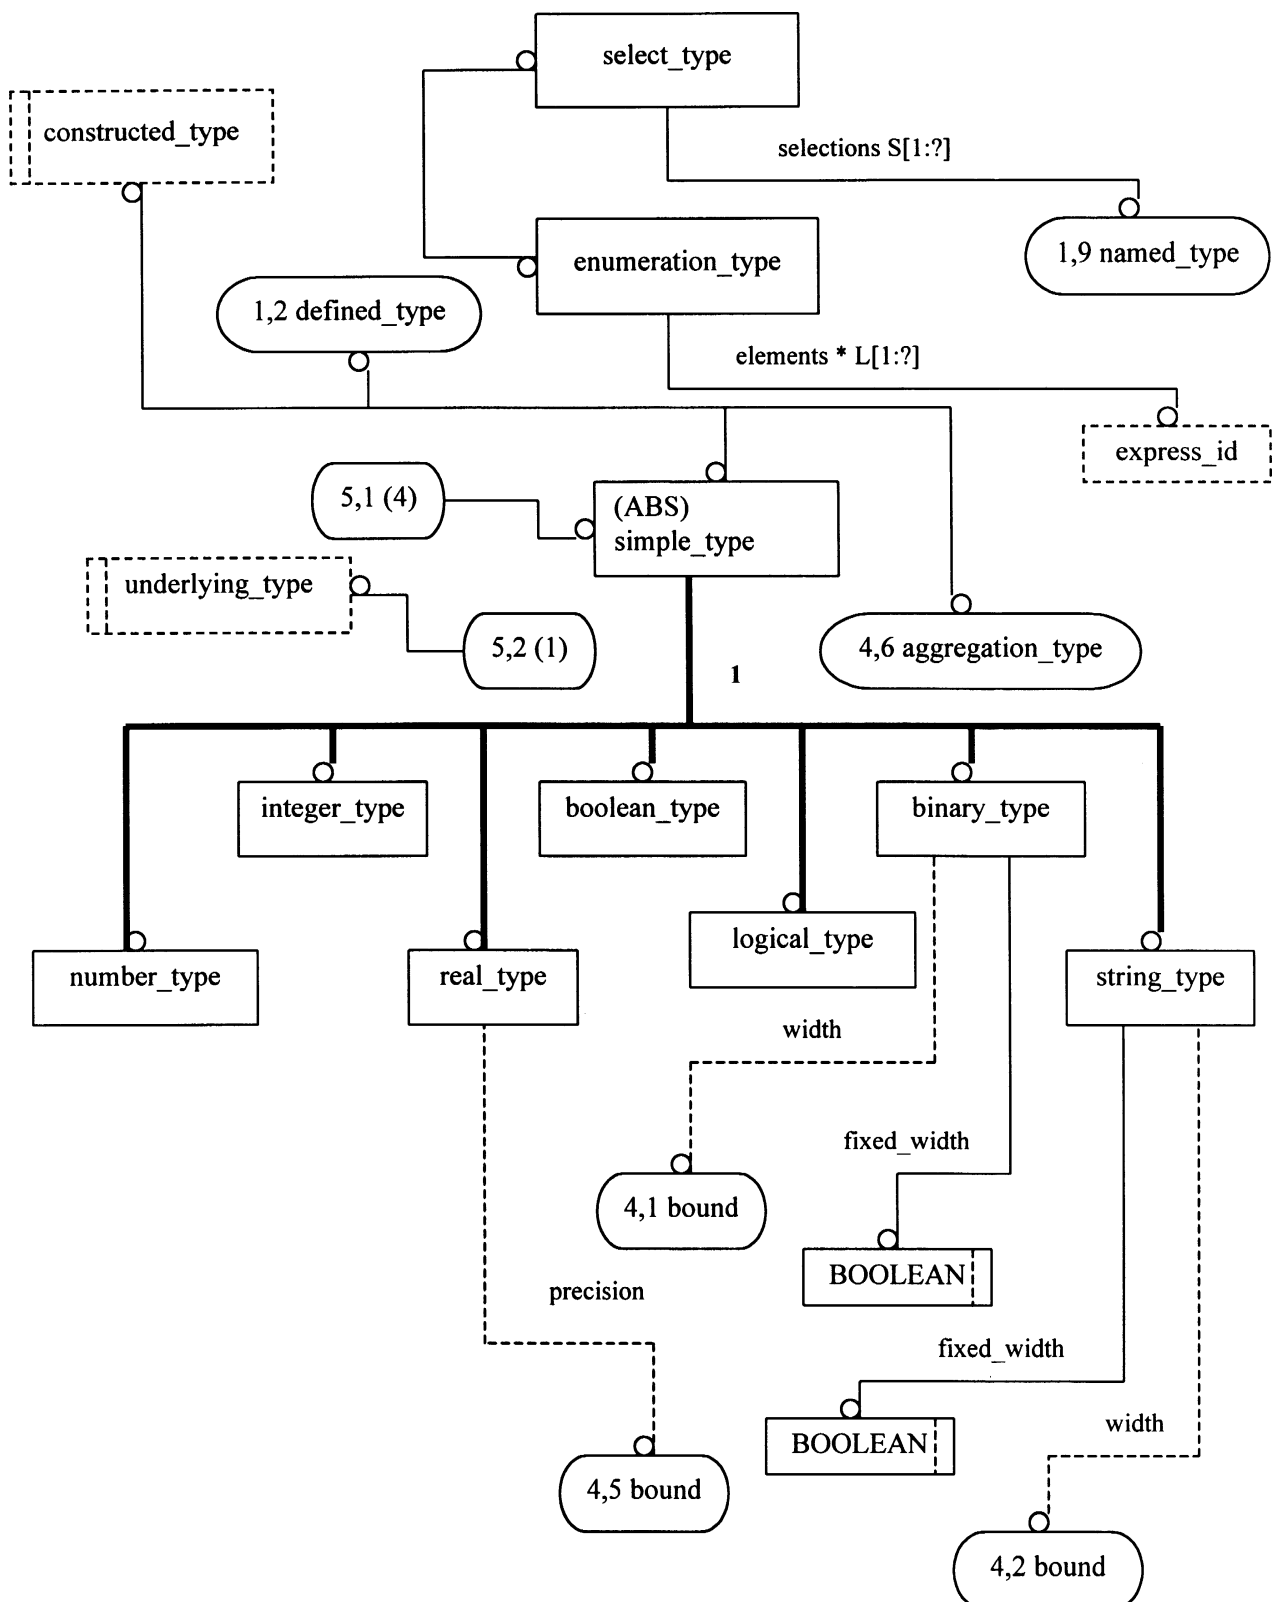 select_type
constructed_type
selections S[1:?]
1,9 named_type
enumeration_type
1,2 defined_type
elements * L[1:?]
express_id
5,1 (4)
(ABS)
simple_type
underlying_type
5,2 (1)
4,6 aggregation_type
1
integer_type
boolean_type
binary_type
logical_type
number_type
real_type
string_type
width
fixed_width
4,1 bound
BOOLEAN
precision
fixed_width
width
BOOLEAN
4,5 bound
4,2 bound